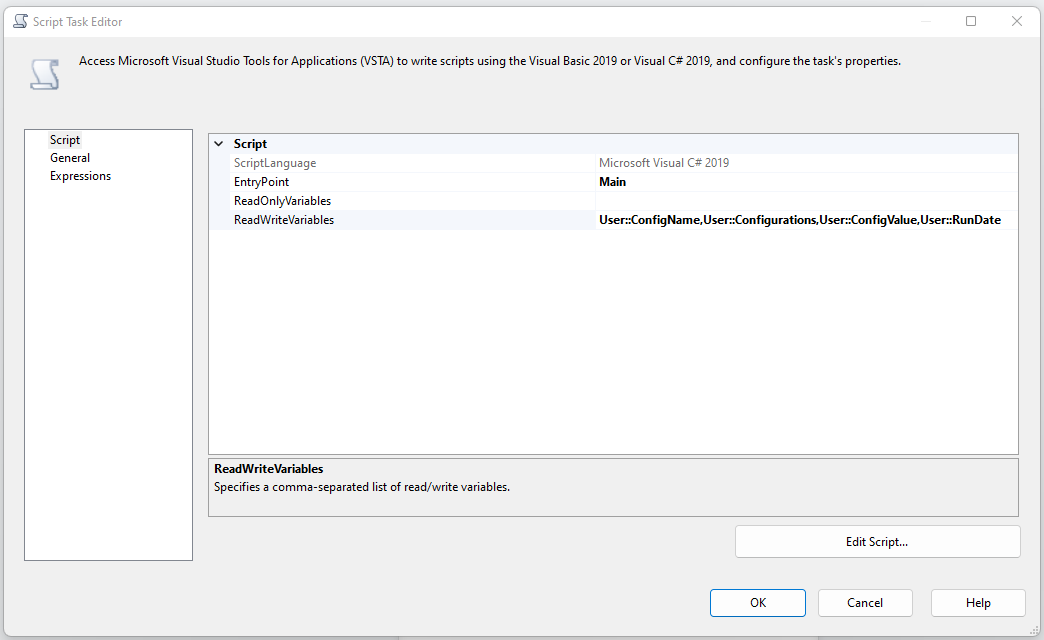 Script Task Editor
Access Microsoft Visual Studio Tools for Applications (VSTA) to write scripts using the Visual Basic 2019 or Visual C# 2019, and configure the task's properties.
Script
General
Expressions
Script
ScriptLanguage Microsoft Visual C# 2019
EntryPoint Main
ReadOnlyVariables
ReadWriteVariables User::ConfigName,User::Configurations,User::ConfigValue,User::RunDate
ReadWriteVariables
Specifies a comma-separated list of read/write variables.
Edit Script...
OK Cancel Help